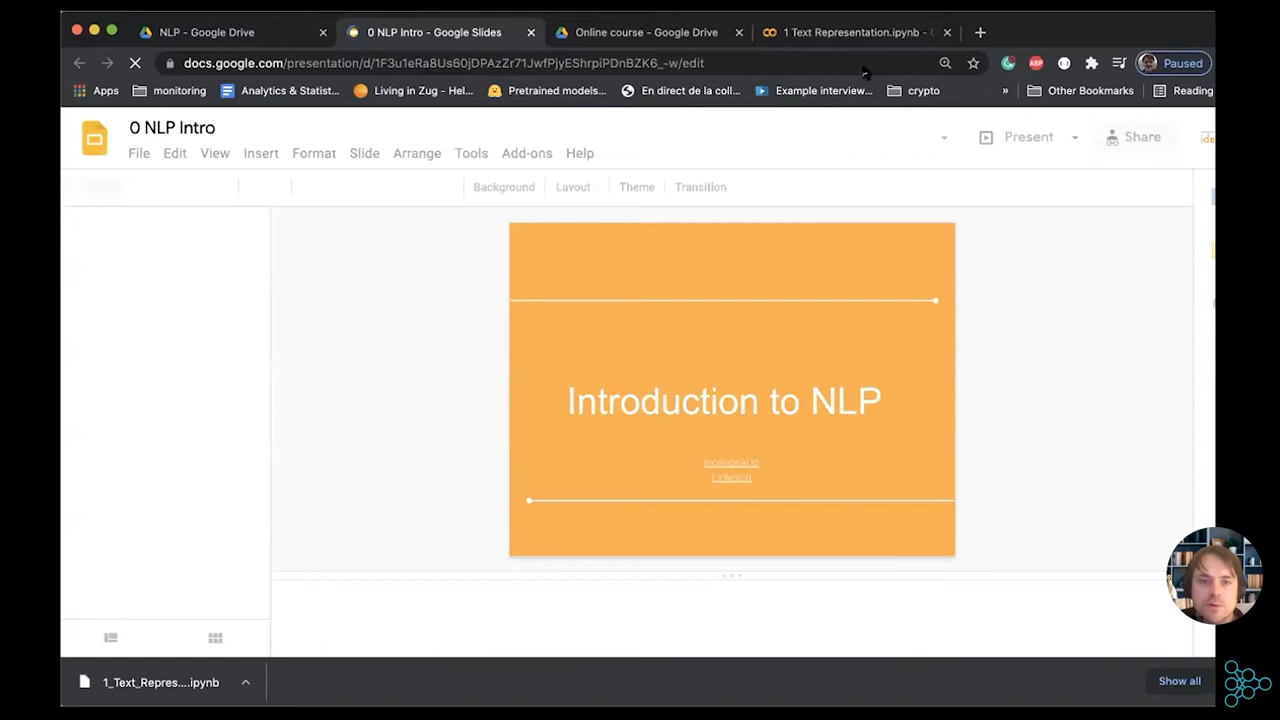 NLP - Google Drive
0 NLP Intro - Google Slides
Online course - Google Drive
1 Text Representation.ipynb -
docs.google.com/presentation/d/1F3u1eRa8Us60jDPAzZr71JwfPjyEShrpiPDnBZK6_-w/edit
ABP
Paused
Apps
monitoring
Analytics & Statist...
Living in Zug - Hel...
Pretrained models...
En direct de la coll...
Example interview...
crypto
»
Other Bookmarks
Reading
0 NLP Intro
File Edit View Insert Format Slide Arrange Tools Add-ons Help
Present
Share
Background Layout Theme Transition
Introduction to NLP
LinkedIn
1_Text_Repres....ipynb
Show all